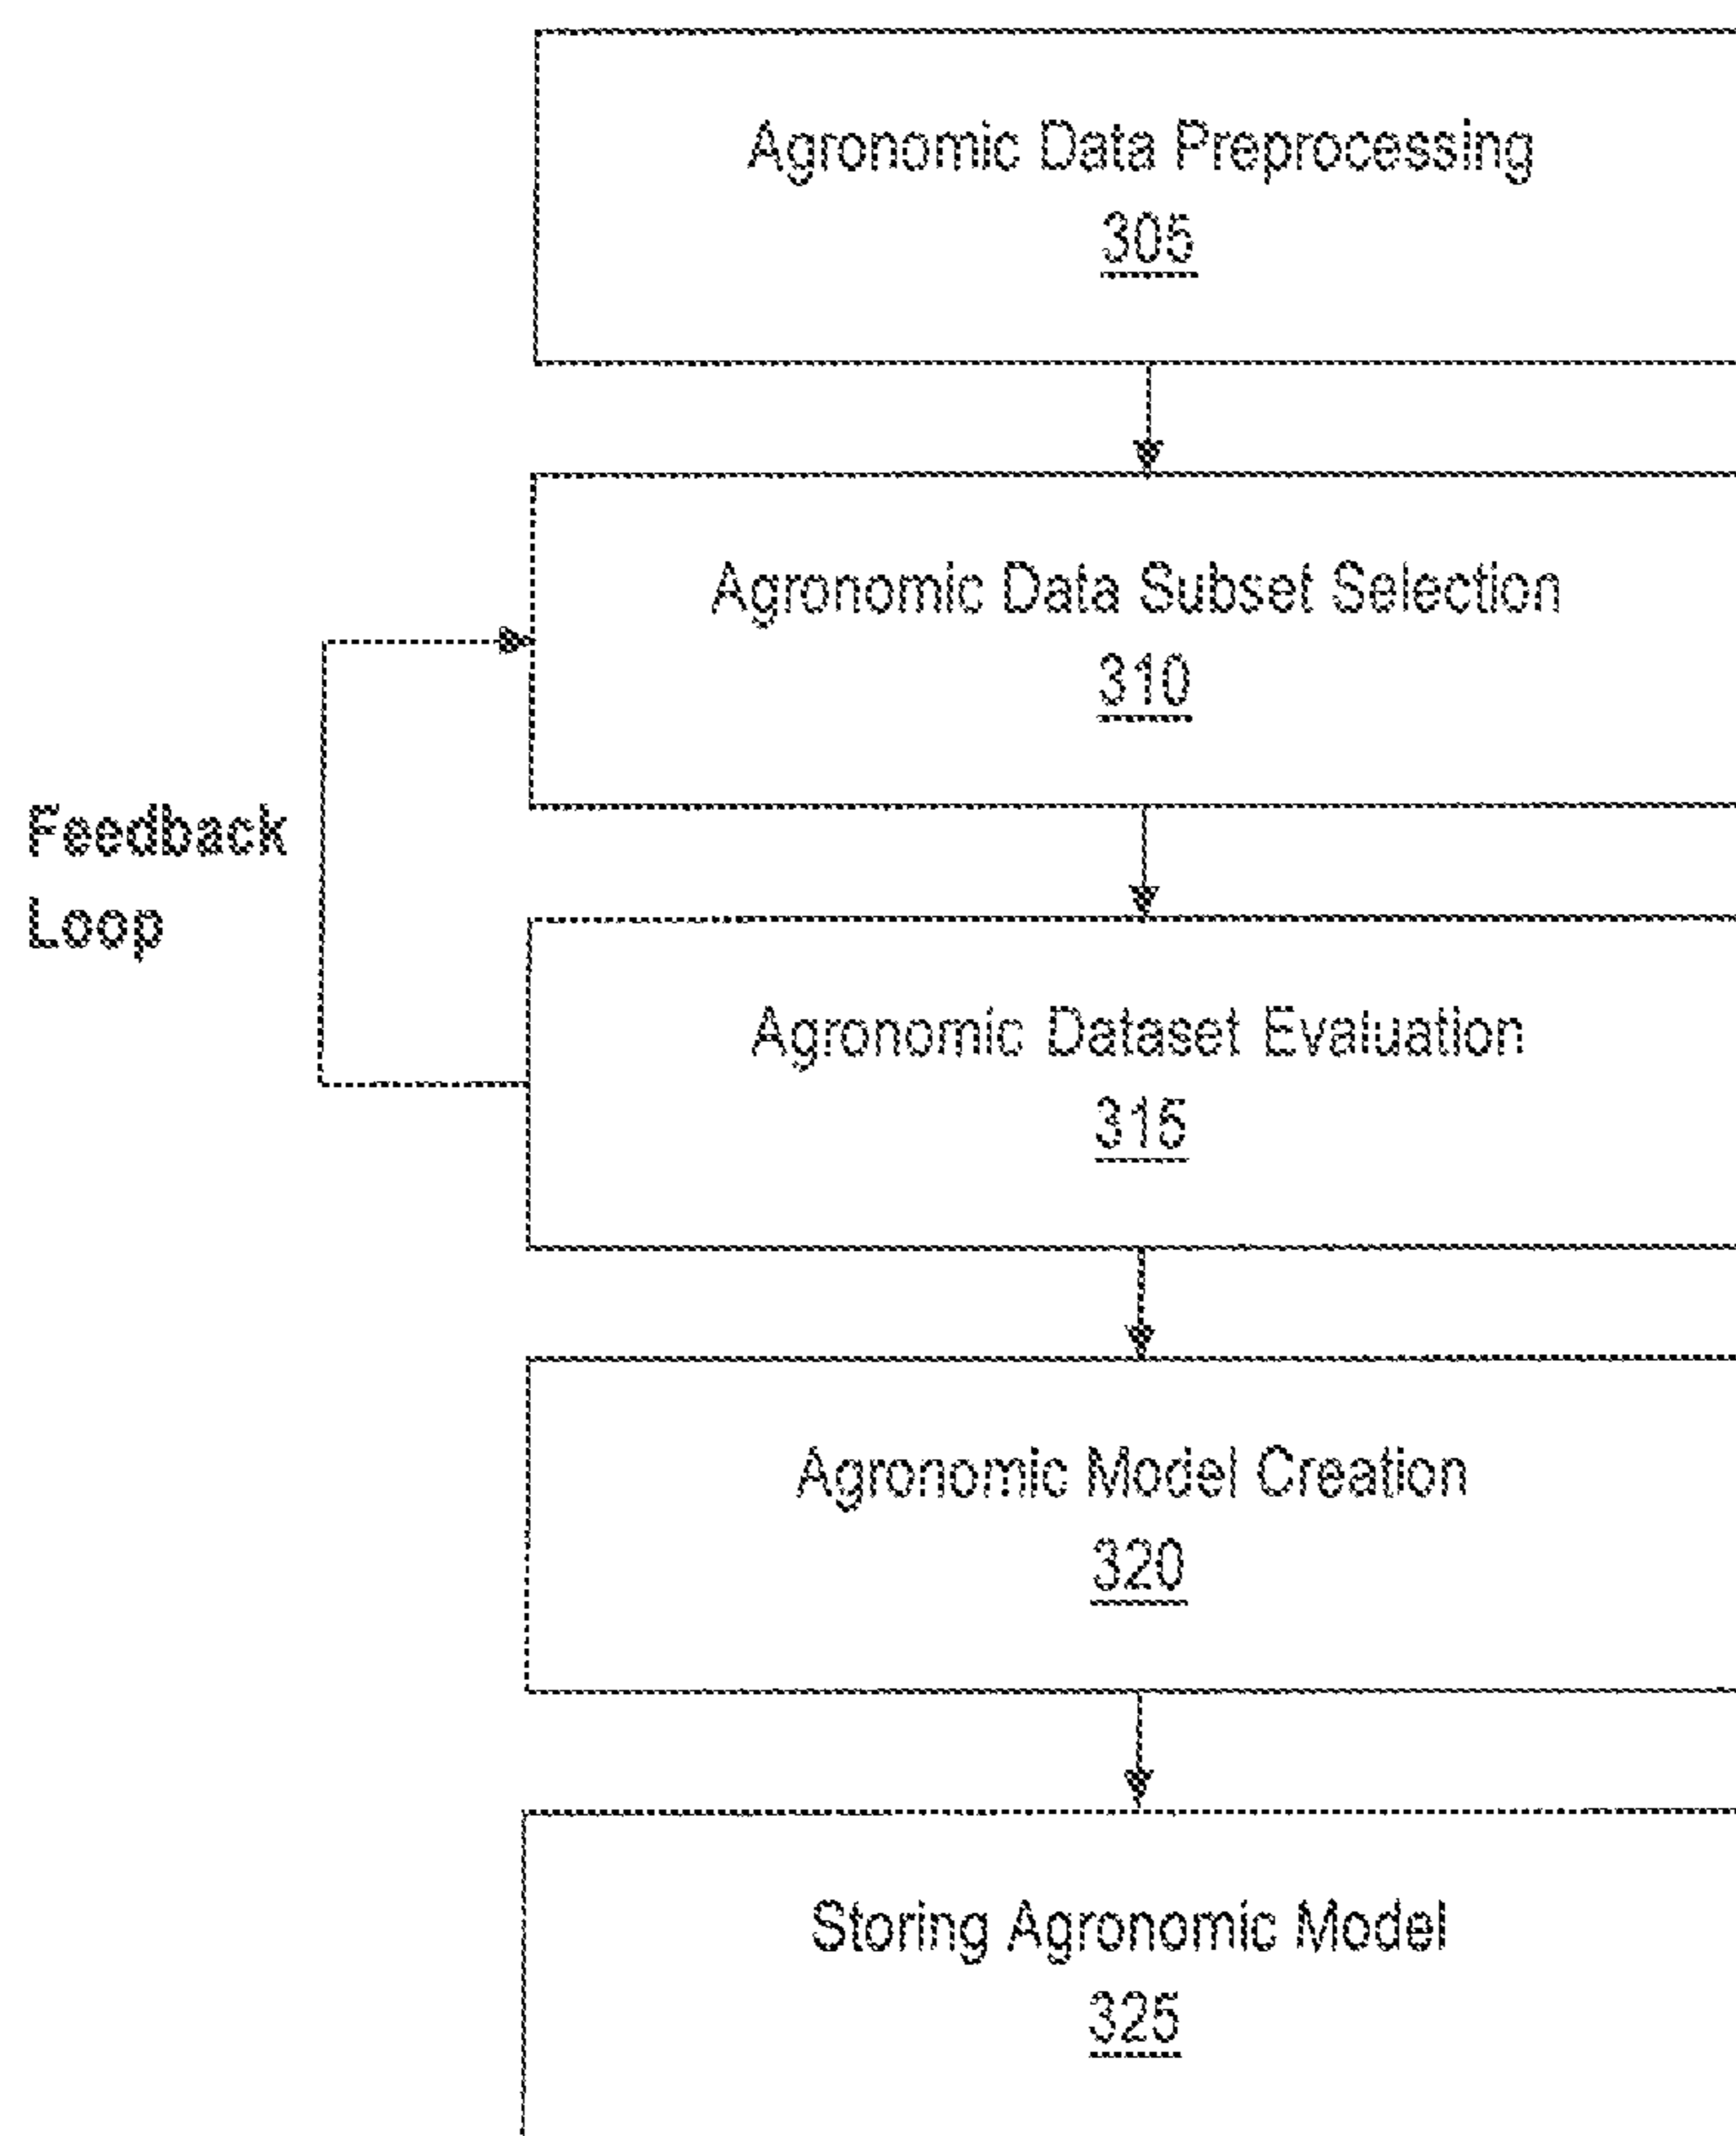 Agronomic Data Preprocessing
305
Agronomic Data Subset Selection
310
Feedback
Loop
Agronomic Dataset Evaluation
315
Agronomic Model Creation
320
Storing Agronomic Model
325